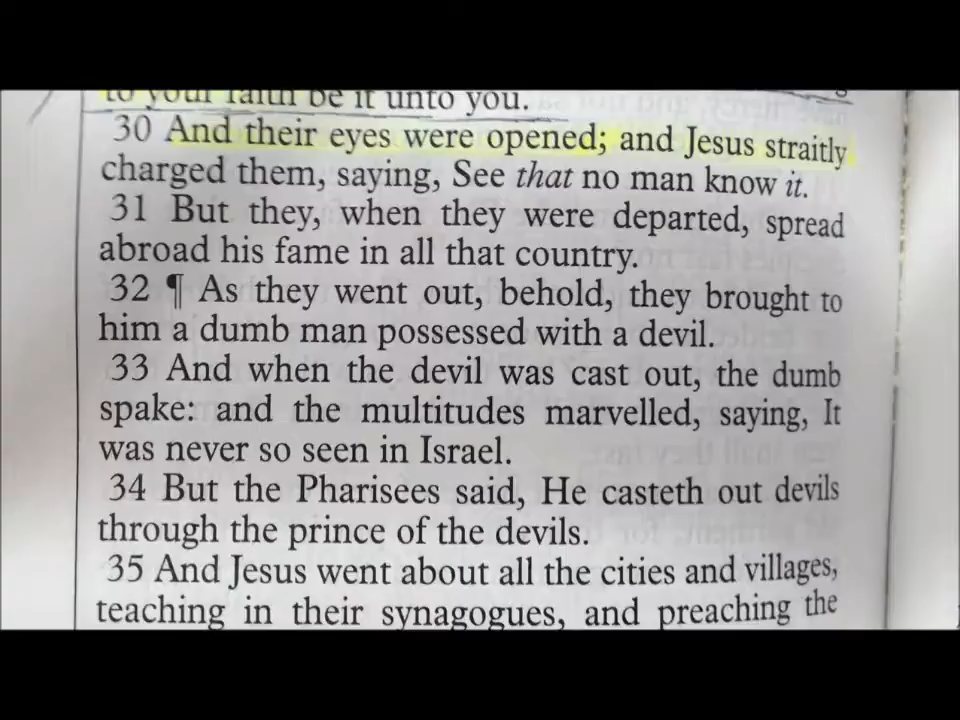 to your faith be it unto you.
30 And their eyes were opened; and Jesus straitly
charged them, saying, See that no man know it.
31 But they, when they were departed, spread
abroad his fame in all that country.
32 ¶ As they went out, behold, they brought to
him a dumb man possessed with a devil.
33 And when the devil was cast out, the dumb
spake: and the multitudes marvelled, saying, It
was never so seen in Israel.
34 But the Pharisees said, He casteth out devils
through the prince of the devils.
35 And Jesus went about all the cities and villages,
teaching in their synagogues, and preaching the